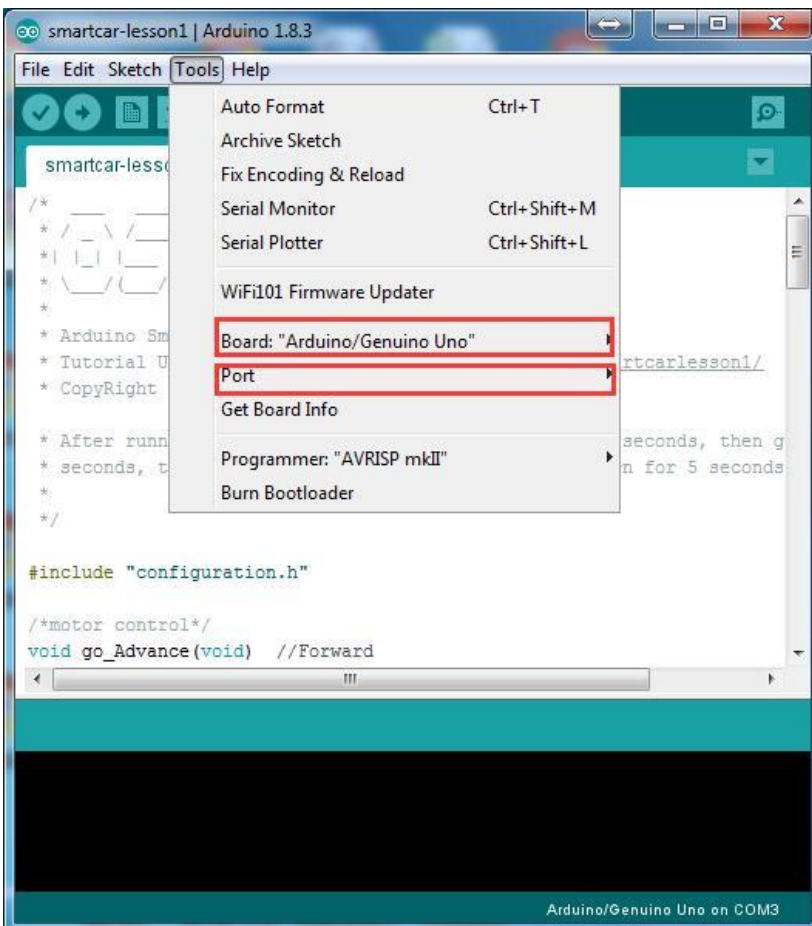 smartcar-lesson1 | Arduino 1.8.3
File Edit Sketch Tools Help
Auto Format Ctrl+T
Archive Sketch
smartcar-less
Fix Encoding & Reload
Serial Monitor Ctrl+Shift+M
Serial Plotter Ctrl+Shift+L
WiFi101 Firmware Updater
Board: "Arduino/Genuino Uno"
Port
Get Board Info
Programmer: "AVRISP mkII"
Burn Bootloader
/*
*
* Arduino Sm
* Tutorial U rtcarlesson1/
* CopyRight
* After runn seconds, then g
* seconds, t n for 5 seconds
*
*/
#include "configuration.h"
/*motor control*/
void go_Advance(void) //Forward
Arduino/Genuino Uno on COM3